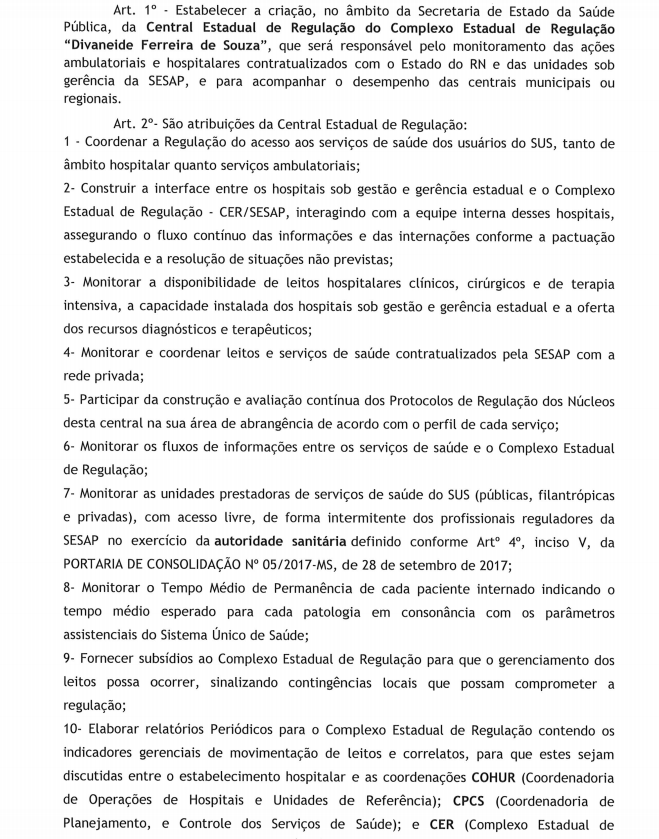 Art. 1º - Estabelecer a criação, no âmbito da Secretaria de Estado da Saúde
Pública, da Central Estadual de Regulação do Complexo Estadual de Regulação
“Divaneide Ferreira de Souza”, que será responsável pelo monitoramento das ações
ambulatoriais e hospitalares contratualizados com o Estado do RN e das unidades sob
gerência da SESAP, e para acompanhar o desempenho das centrais municipais ou
regionais.
Art. 2º- São atribuições da Central Estadual de Regulação:
1 - Coordenar a Regulação do acesso aos serviços de saúde dos usuários do SUS, tanto de
âmbito hospitalar quanto serviços ambulatoriais;
2- Construir a interface entre os hospitais sob gestão e gerência estadual e o Complexo
Estadual de Regulação - CER/SESAP, interagindo com a equipe interna desses hospitais,
assegurando o fluxo contínuo das informações e das internações conforme a pactuação
estabelecida e a resolução de situações não previstas;
3- Monitorar a disponibilidade de leitos hospitalares clínicos, cirúrgicos e de terapia
intensiva, a capacidade instalada dos hospitais sob gestão e gerência estadual e a oferta
dos recursos diagnósticos e terapêuticos;
4- Monitorar e coordenar leitos e serviços de saúde contratualizados pela SESAP com a
rede privada;
5- Participar da construção e avaliação contínua dos Protocolos de Regulação dos Núcleos
desta central na sua área de abrangência de acordo com o perfil de cada serviço;
6- Monitorar os fluxos de informações entre os serviços de saúde e o Complexo Estadual
de Regulação;
7- Monitorar as unidades prestadoras de serviços de saúde do SUS (públicas, filantrópicas
e privadas), com acesso livre, de forma intermitente dos profissionais reguladores da
SESAP no exercício da autoridade sanitária definido conforme Artº 4º, inciso V, da
PORTARIA DE CONSOLIDAÇÃO Nº 05/2017-MS, de 28 de setembro de 2017;
8- Monitorar o Tempo Médio de Permanência de cada paciente internado indicando o
tempo médio esperado para cada patologia em consonância com os parâmetros
assistenciais do Sistema Único de Saúde;
9- Fornecer subsídios ao Complexo Estadual de Regulação para que o gerenciamento dos
leitos possa ocorrer, sinalizando contingências locais que possam comprometer a
regulação;
10- Elaborar relatórios Periódicos para o Complexo Estadual de Regulação contendo os
indicadores gerenciais de movimentação de leitos e correlatos, para que estes sejam
discutidas entre o estabelecimento hospitalar e as coordenações COHUR (Coordenadoria
de Operações de Hospitais e Unidades de Referência); CPCS (Coordenadoria de
Planejamento, e Controle dos Serviços de Saúde); e CER (Complexo Estadual de